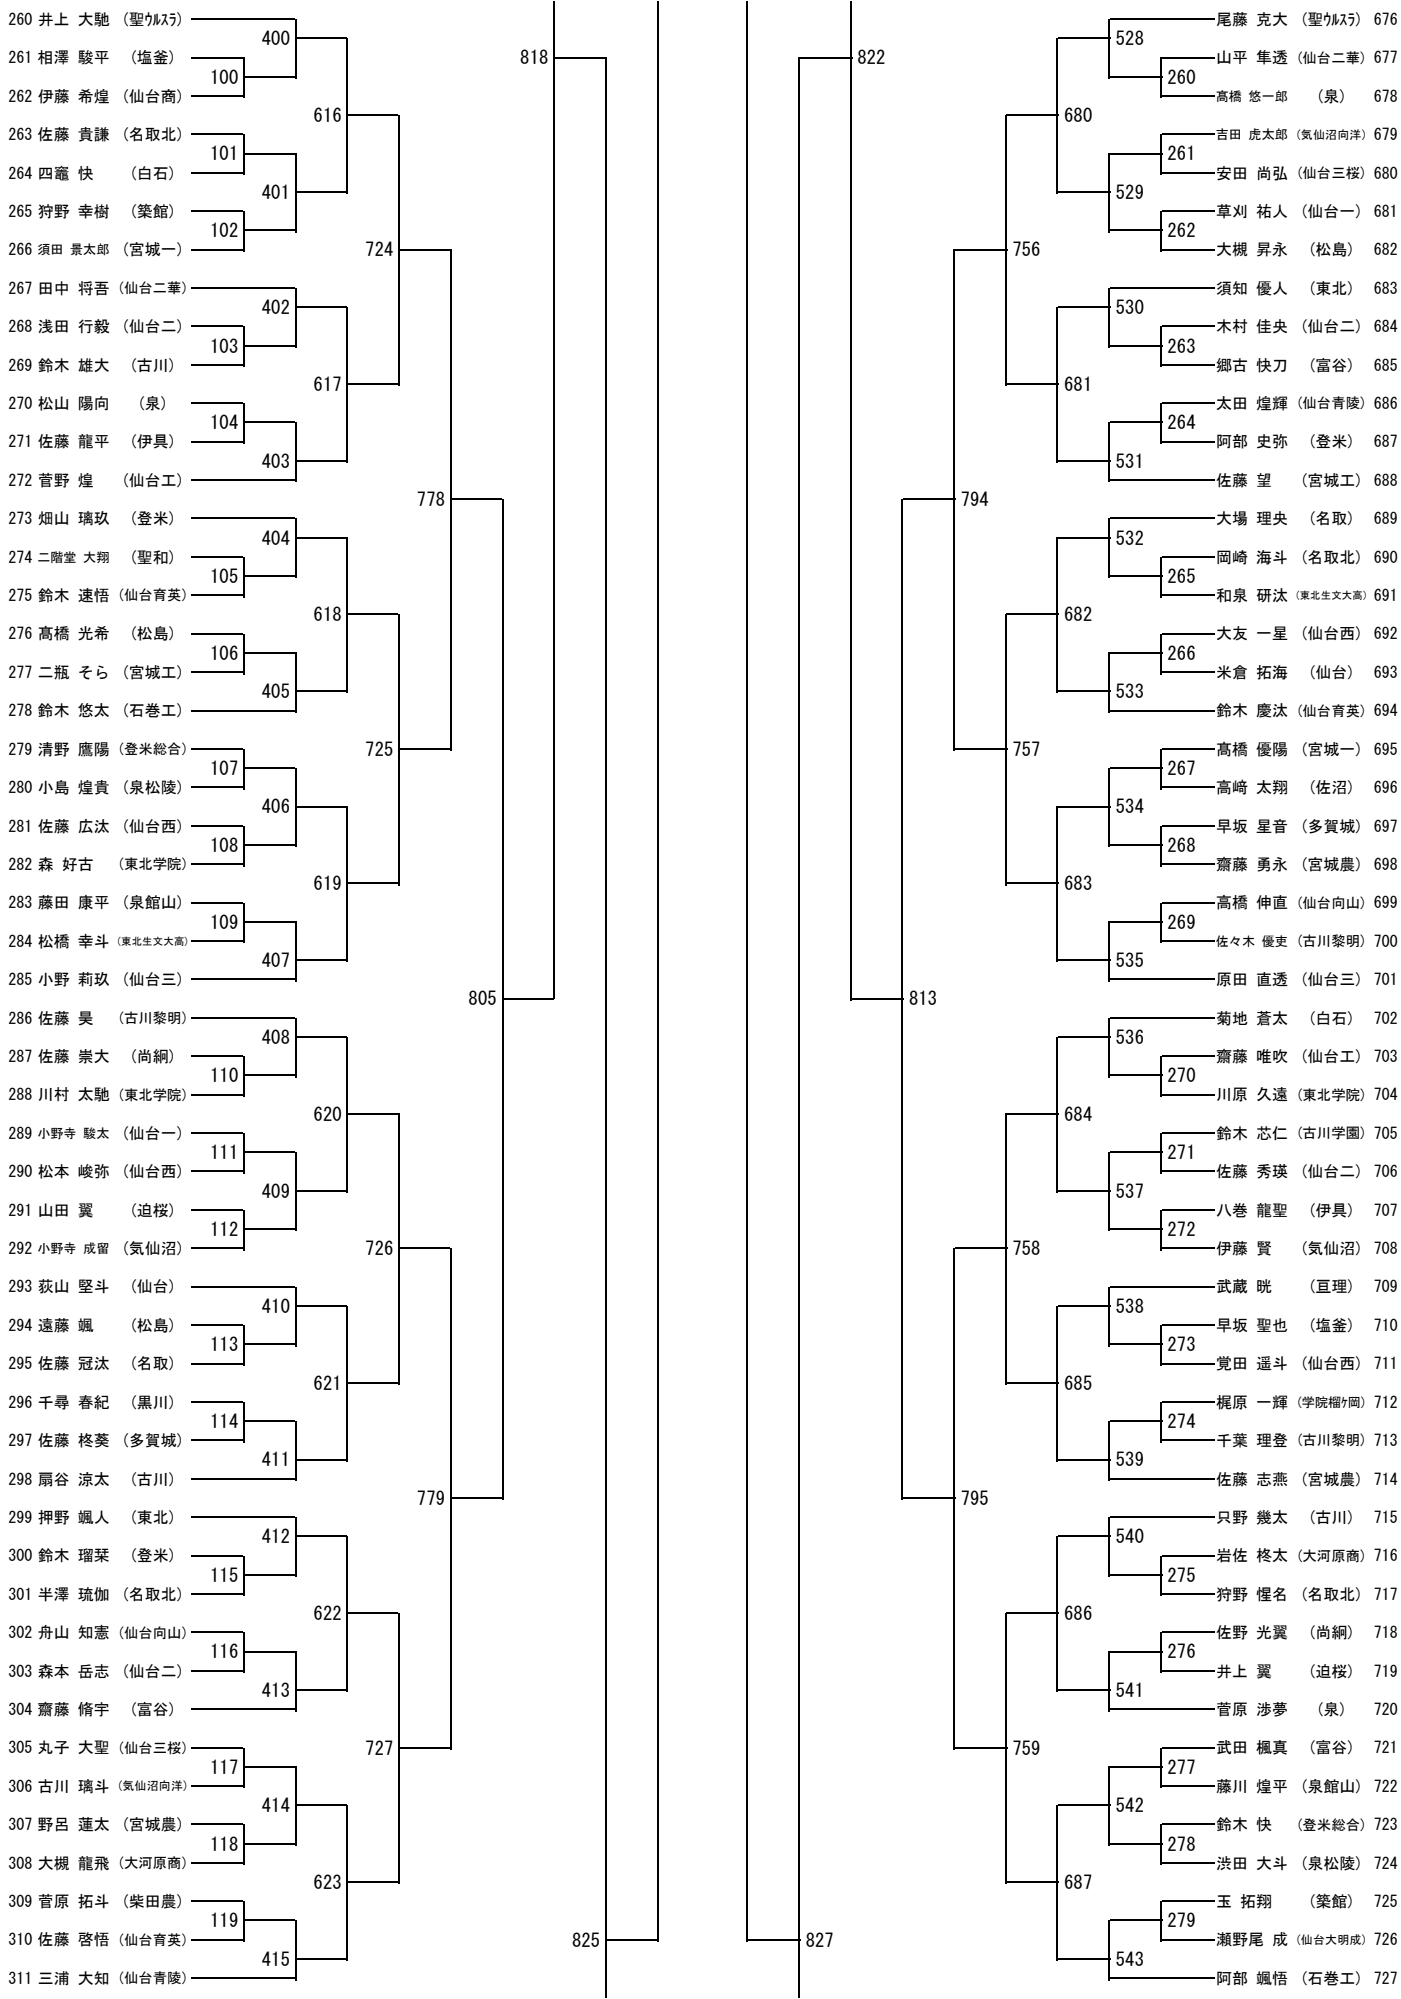 260 井上 大馳 (聖ウルスラ)
261 相澤 駿平 (塩釜)
262 伊藤 希煌 (仙台商)
263 佐藤 貴謙 (名取北)
264 四竈 快 (白石)
265 狩野 幸樹 (築館)
266 須田 景太郎 (宮城一)
267 田中 将吾 (仙台二華)
268 浅田 行毅 (仙台二)
269 鈴木 雄大 (古川)
270 松山 陽向 (泉)
271 佐藤 龍平 (伊具)
272 菅野 煌 (仙台工)
273 畑山 璃玖 (登米)
274 二階堂 大翔 (聖和)
275 鈴木 速悟 (仙台育英)
276 髙橋 光希 (松島)
277 二瓶 そら (宮城工)
278 鈴木 悠太 (石巻工)
279 清野 鷹陽 (登米総合)
280 小島 煌貴 (泉松陵)
281 佐藤 広汰 (仙台西)
282 森 好古 (東北学院)
283 藤田 康平 (泉館山)
284 松橋 幸斗 (東北生文大高)
285 小野 莉玖 (仙台三)
286 佐藤 昊 (古川黎明)
287 佐藤 崇大 (尚絅)
288 川村 太馳 (東北学院)
289 小野寺 駿太 (仙台一)
290 松本 峻弥 (仙台西)
291 山田 翼 (迫桜)
292 小野寺 成留 (気仙沼)
293 荻山 堅斗 (仙台)
294 遠藤 颯 (松島)
295 佐藤 冠汰 (名取)
296 千尋 春紀 (黒川)
297 佐藤 柊葵 (多賀城)
298 扇谷 涼太 (古川)
299 押野 颯人 (東北)
300 鈴木 瑠栞 (登米)
301 半澤 琉伽 (名取北)
302 舟山 知憲 (仙台向山)
303 森本 岳志 (仙台二)
304 齋藤 脩宇 (富谷)
305 丸子 大聖 (仙台三桜)
306 古川 璃斗 (気仙沼向洋)
307 野呂 蓮太 (宮城農)
308 大槻 龍飛 (大河原商)
309 菅原 拓斗 (柴田農)
310 佐藤 啓悟 (仙台育英)
311 三浦 大知 (仙台青陵)
100
101
102
103
104
105
106
107
108
109
110
111
112
113
114
115
116
117
118
119
400
401
402
403
404
405
406
407
408
409
410
411
412
413
414
415
616
617
618
619
620
621
622
623
724
725
726
727
778
779
805
818
825
822
827
813
794
795
756
757
758
759
680
681
682
683
684
685
686
687
528
529
530
531
532
533
534
535
536
537
538
539
540
541
542
543
260
261
262
263
264
265
266
267
268
269
270
271
272
273
274
275
276
277
278
279
尾藤 克大 (聖ウルスラ) 676
山平 隼透 (仙台二華) 677
髙橋 悠一郎 (泉) 678
吉田 虎太郎 (気仙沼向洋) 679
安田 尚弘 (仙台三桜) 680
草刈 祐人 (仙台一) 681
大槻 昇永 (松島) 682
須知 優人 (東北) 683
木村 佳央 (仙台二) 684
郷古 快刀 (富谷) 685
太田 煌輝 (仙台青陵) 686
阿部 史弥 (登米) 687
佐藤 望 (宮城工) 688
大場 理央 (名取) 689
岡崎 海斗 (名取北) 690
和泉 研汰 (東北生文大高) 691
大友 一星 (仙台西) 692
米倉 拓海 (仙台) 693
鈴木 慶汰 (仙台育英) 694
髙橋 優陽 (宮城一) 695
高﨑 太翔 (佐沼) 696
早坂 星音 (多賀城) 697
齋藤 勇永 (宮城農) 698
高橋 伸直 (仙台向山) 699
佐々木 優吏 (古川黎明) 700
原田 直透 (仙台三) 701
菊地 蒼太 (白石) 702
齋藤 唯吹 (仙台工) 703
川原 久遠 (東北学院) 704
鈴木 芯仁 (古川学園) 705
佐藤 秀瑛 (仙台二) 706
八巻 龍聖 (伊具) 707
伊藤 賢 (気仙沼) 708
武蔵 晄 (亘理) 709
早坂 聖也 (塩釜) 710
覚田 遥斗 (仙台西) 711
梶原 一輝 (学院榴ケ岡) 712
千葉 理登 (古川黎明) 713
佐藤 志燕 (宮城農) 714
只野 幾太 (古川) 715
岩佐 柊太 (大河原商) 716
狩野 惺名 (名取北) 717
佐野 光翼 (尚絅) 718
井上 翼 (迫桜) 719
菅原 渉夢 (泉) 720
武田 楓真 (富谷) 721
藤川 煌平 (泉館山) 722
鈴木 快 (登米総合) 723
渋田 大斗 (泉松陵) 724
玉 拓翔 (築館) 725
瀬野尾 成 (仙台大明成) 726
阿部 颯悟 (石巻工) 727